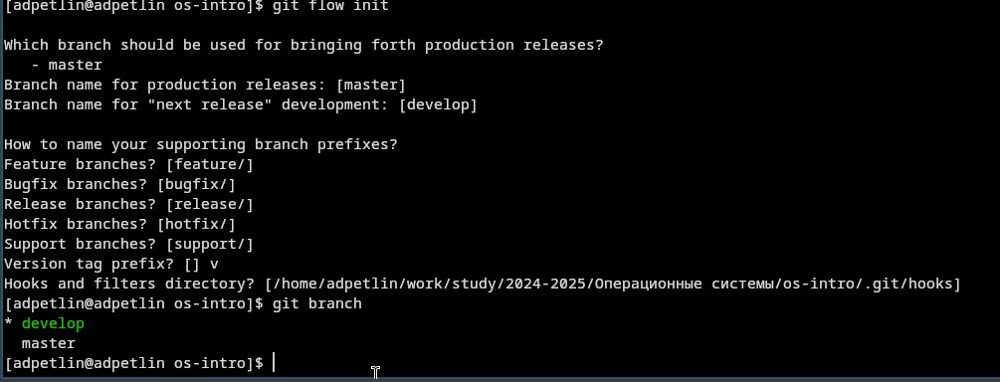 [adpetlin@adpetlin os-intro]$ git flow init
Which branch should be used for bringing forth production releases?
   - master
Branch name for production releases: [master]
Branch name for "next release" development: [develop]
How to name your supporting branch prefixes?
Feature branches? [feature/]
Bugfix branches? [bugfix/]
Release branches? [release/]
Hotfix branches? [hotfix/]
Support branches? [support/]
Version tag prefix? [] v
Hooks and filters directory? [/home/adpetlin/work/study/2024-2025/Операционные системы/os-intro/.git/hooks]
[adpetlin@adpetlin os-intro]$ git branch
* develop
  master
[adpetlin@adpetlin os-intro]$